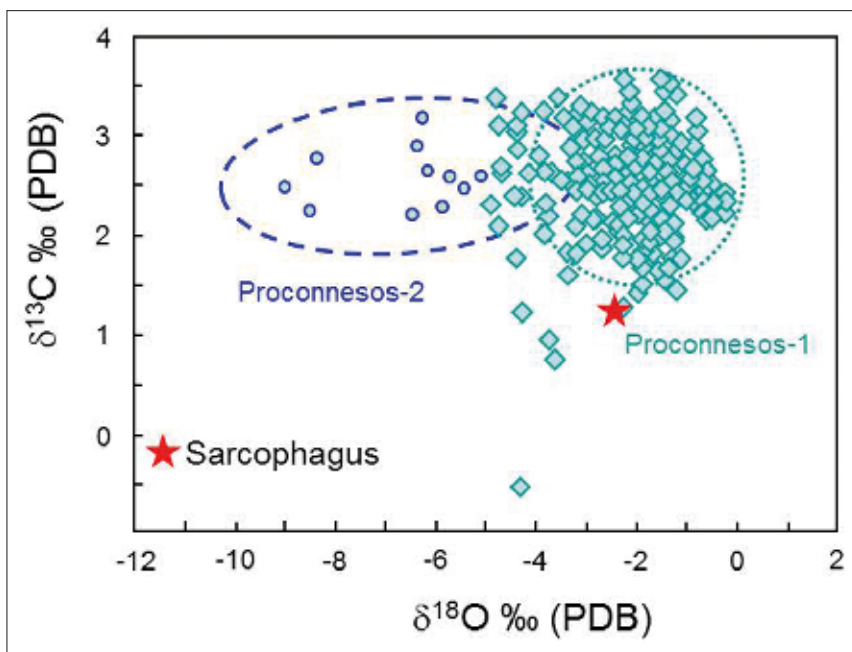 4
3
2
1
0
δ13C ‰ (PDB)
Proconnesos-2
Proconnesos-1
Sarcophagus
-12 -10 -8 -6 -4 -2 0 2
δ18O ‰ (PDB)